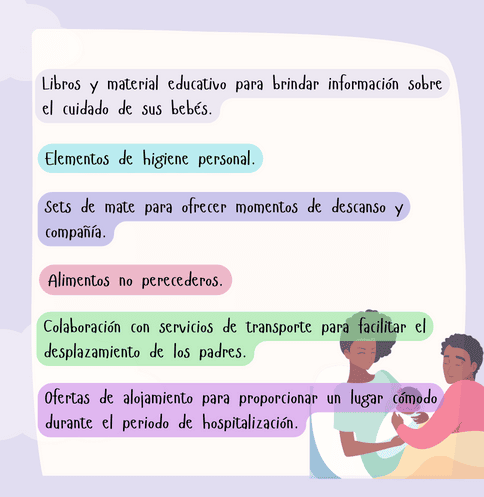 Libros y material educativo para brindar información sobre
el cuidado de sus bebés.
Elementos de higiene personal.
Sets de mate para ofrecer momentos de descanso y
compañía.
Alimentos no perecederos.
Colaboración con servicios de transporte para facilitar el
desplazamiento de los padres.
Ofertas de alojamiento para proporcionar un lugar cómodo
durante el periodo de hospitalización.